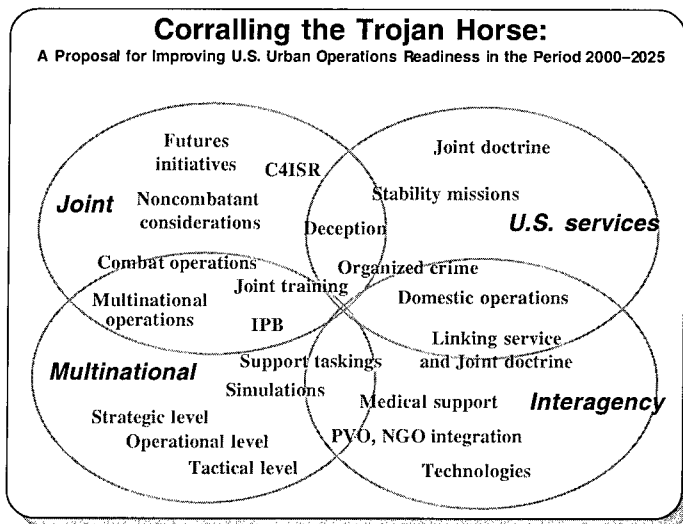 Corralling the Trojan Horse:
A Proposal for Improving U.S. Urban Operations Readiness in the Period 2000–2025
Futures
initiatives
C4ISR
Joint
Noncombatant
considerations
Joint doctrine
Stability missions
Deception
U.S. services
Combat operations
Organized crime
Joint training
Multinational
operations
IPB
Domestic operations
Linking service
and Joint doctrine
Multinational
Support taskings
Simulations
Strategic level
Operational level
Tactical level
Medical support
Interagency
PVO, NGO integration
Technologies